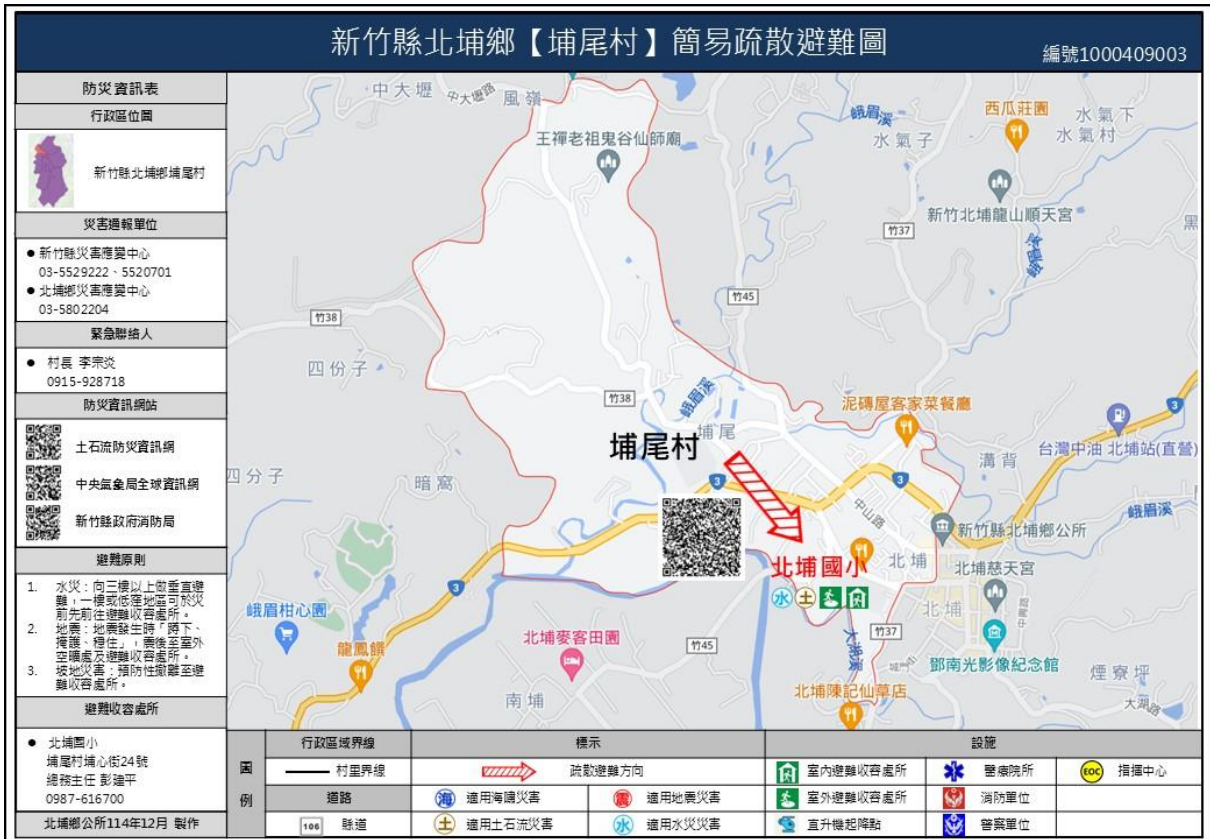 新竹縣北埔鄉【埔尾村】簡易疏散避難圖
編號1000409003
防災資訊表
行政區位圖
新竹縣北埔鄉埔尾村
災害通報單位
● 新竹縣災害應變中心
03-5529222、5520701
● 北埔鄉災害應變中心
03-5802204
緊急聯絡人
● 村長 李宗炎
0915-928718
防災資訊網站
土石流防災資訊網
中央氣象局全球資訊網
新竹縣政府消防局
避難原則
1. 水災：向三樓以上做垂直避
難，一樓或低窪地區可於災
前先前往避難收容處所。
2. 地震：地震發生時「蹲下、
掩護、穩住」，震後至室外
空曠處及避難收容處所。
3. 坡地災害：預防性撤離至避
難收容處所。
避難收容處所
● 北埔國小
埔尾村埔心街24號
總務主任 彭建平
0987-616700
北埔鄉公所114年12月 製作
中大壢
中大壢路
風嶺
王禪老祖鬼谷仙師廟
峨眉溪
水氣子
西瓜莊園
水氣下
水氣村
新竹北埔龍山順天宮
竹37
峨眉溪
黑
竹45
竹38
四份子
竹38
峨眉溪
埔尾
埔尾村
泥磚屋客家菜餐廳
3
台灣中油 北埔站(直營)
溝背
四分子
暗窩
3
3
中山路
峨眉溪
新竹縣北埔鄉公所
北埔國小
北埔
水 土
北埔慈天宮
3
北埔
中興路
峨眉柑心園
龍鳳饌
北埔麥客田園
竹45
大湖溪
竹37
城門街
鄧南光影像紀念館
煙寮坪
大湖路
南埔
北埔陳記仙草店
圖例
行政區域界線
標示
設施
村里界線
疏散避難方向
室內避難收容處所
醫療院所
EOC 指揮中心
道路
海 適用海嘯災害
震 適用地震災害
室外避難收容處所
消防單位
106 縣道
土 適用土石流災害
水 適用水災災害
直升機起降點
警察單位